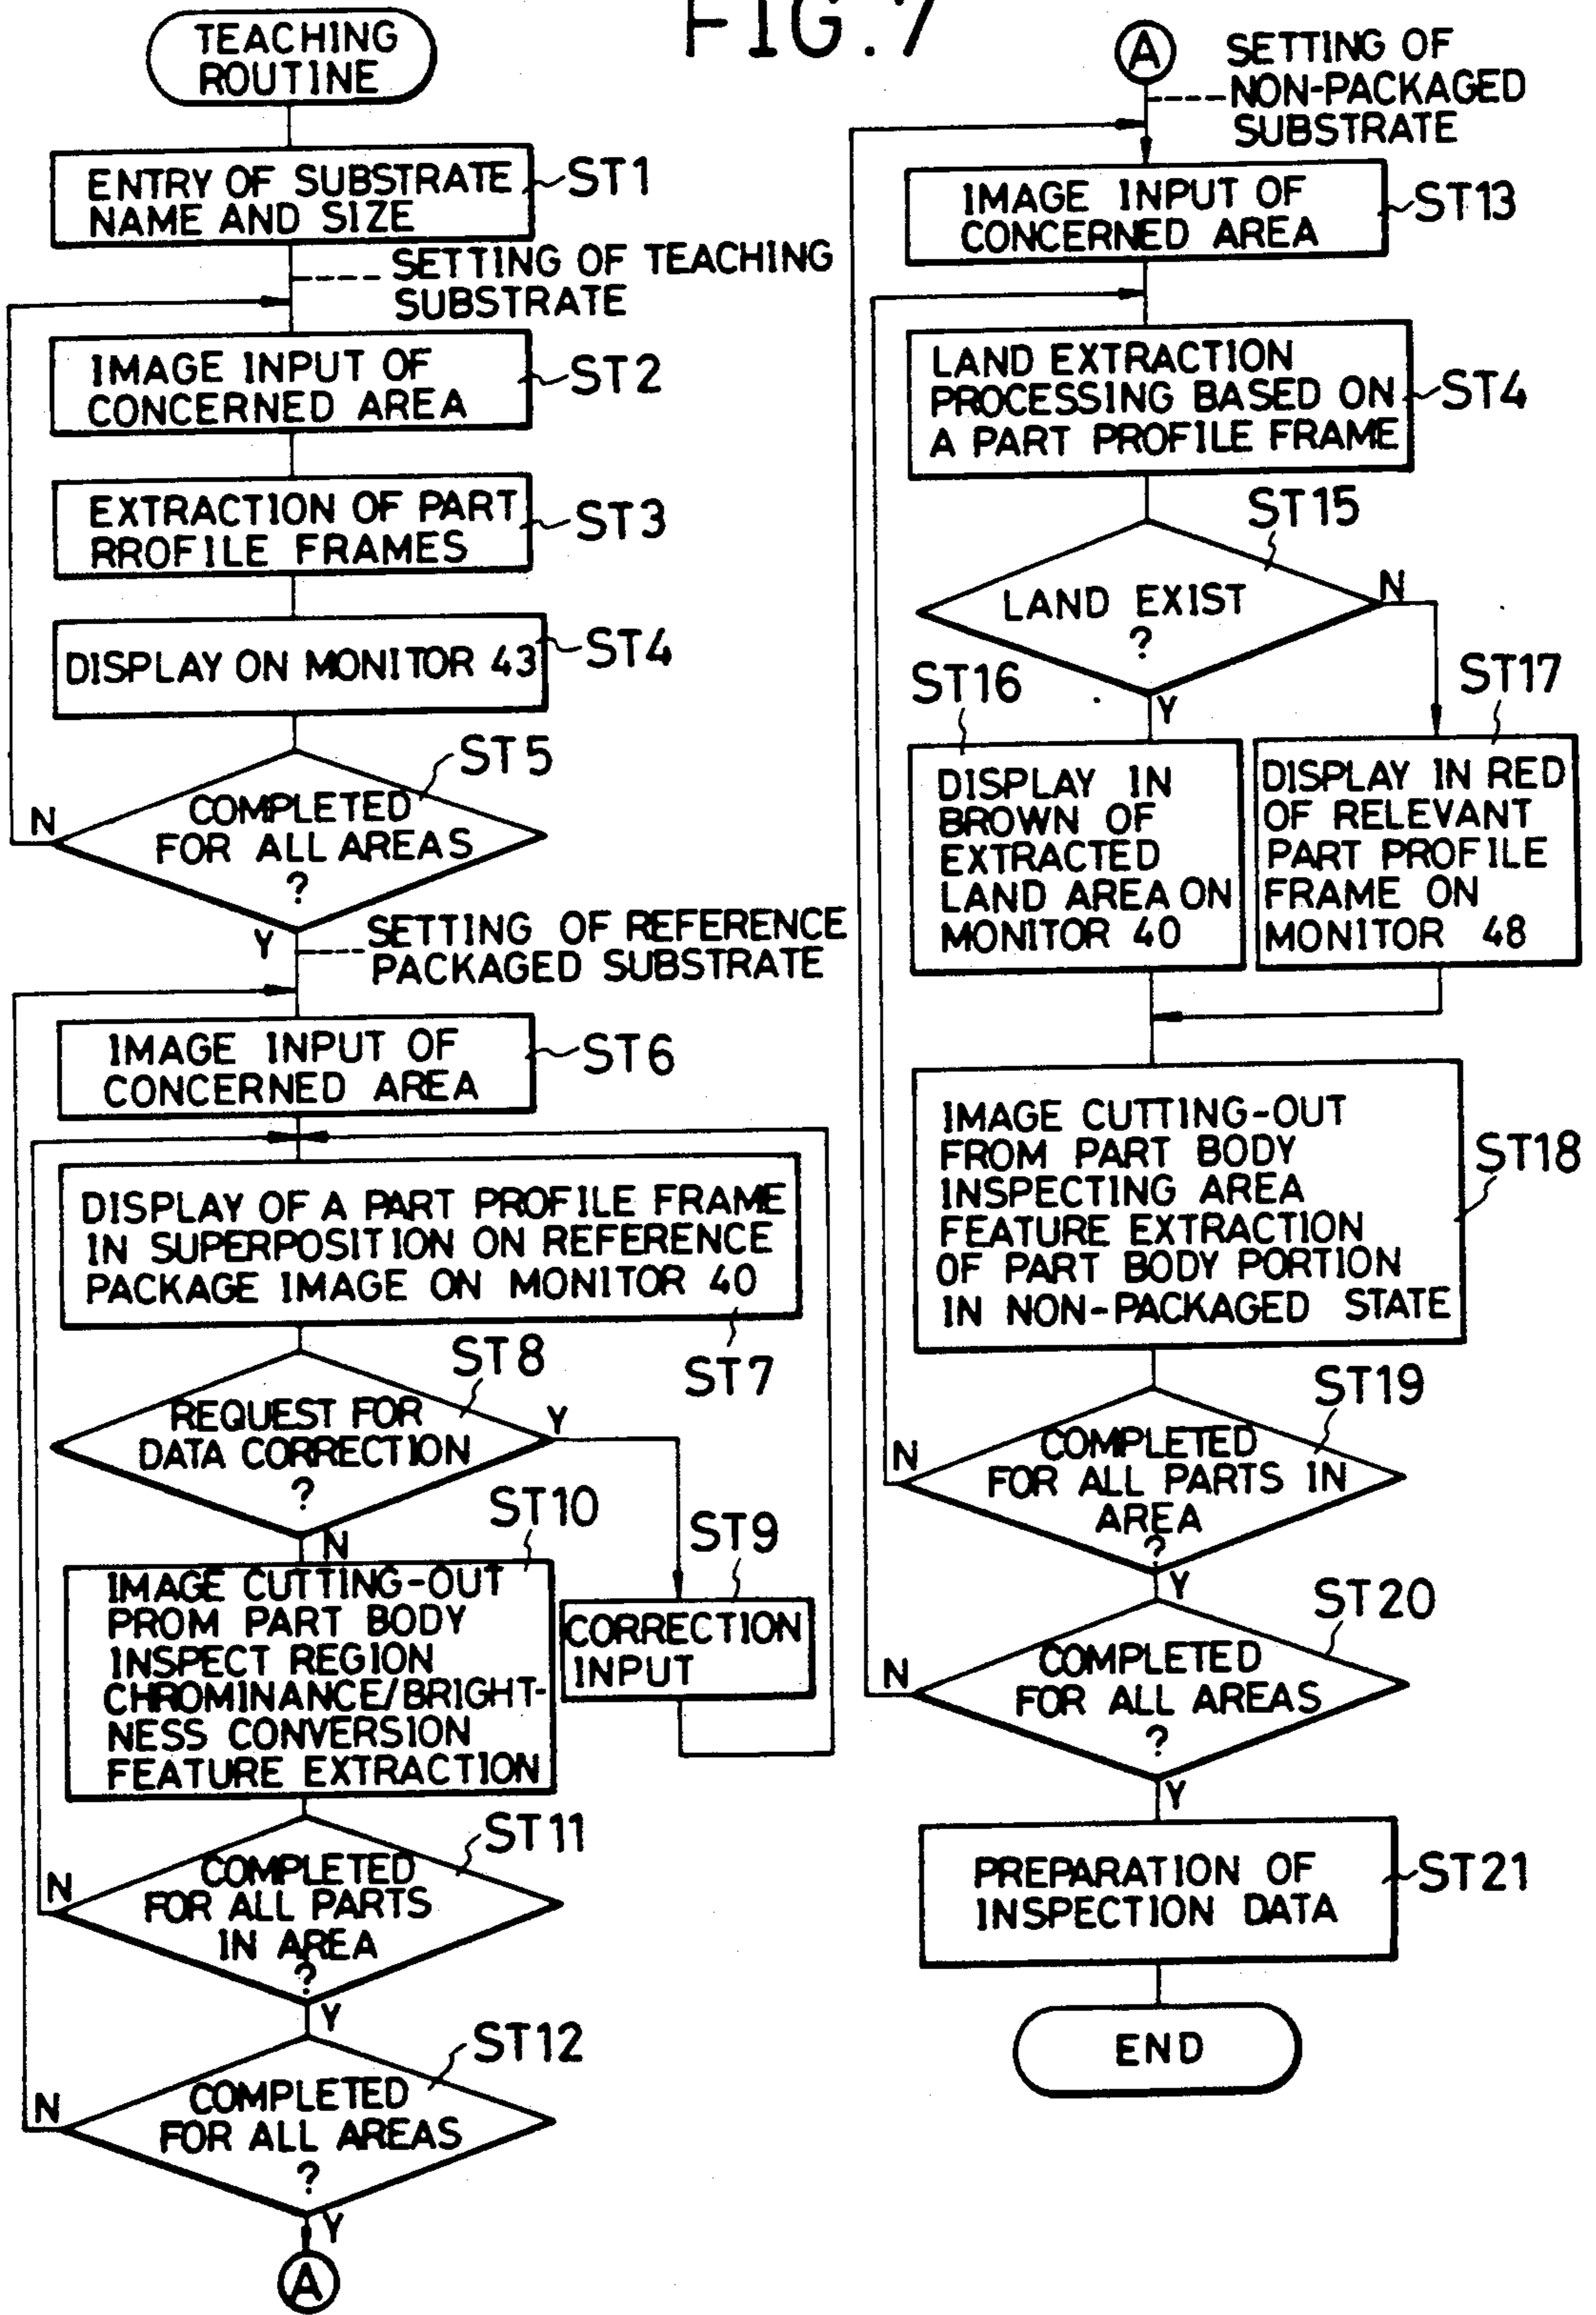 FIG.7
TEACHING
ROUTINE
ENTRY OF SUBSTRATE
NAME AND SIZE
ST1
SETTING OF TEACHING
SUBSTRATE
IMAGE INPUT OF
CONCERNED AREA
ST2
EXTRACTION OF PART
RROFILE FRAMES
ST3
DISPLAY ON MONITOR 43
ST4
ST5
COMPLETED
FOR ALL AREAS
?
N
Y
SETTING OF REFERENCE
PACKAGED SUBSTRATE
IMAGE INPUT OF
CONCERNED AREA
ST6
DISPLAY OF A PART PROFILE FRAME
IN SUPERPOSITION ON REFERENCE
PACKAGE IMAGE ON MONITOR 40
ST7
ST8
REQUEST FOR
DATA CORRECTION
?
Y
N
ST10
IMAGE CUTTING-OUT
PROM PART BODY
INSPECT REGION
CHROMINANCE/BRIGHT-
NESS CONVERSION
FEATURE EXTRACTION
ST9
CORRECTION
INPUT
ST11
COMPLETED
FOR ALL PARTS
IN AREA
?
N
Y
ST12
COMPLETED
FOR ALL AREAS
?
N
Y
A
A
SETTING OF
NON-PACKAGED
SUBSTRATE
IMAGE INPUT OF
CONCERNED AREA
ST13
LAND EXTRACTION
PROCESSING BASED ON
A PART PROFILE FRAME
ST4
ST15
LAND EXIST
?
N
Y
ST16
DISPLAY IN
BROWN OF
EXTRACTED
LAND AREA ON
MONITOR 40
ST17
DISPLAY IN RED
OF RELEVANT
PART PROFILE
FRAME ON
MONITOR 48
IMAGE CUTTING-OUT
FROM PART BODY
INSPECTING AREA
FEATURE EXTRACTION
OF PART BODY PORTION
IN NON-PACKAGED STATE
ST18
ST19
COMPLETED
FOR ALL PARTS IN
AREA
?
N
Y
ST20
COMPLETED
FOR ALL AREAS
?
N
Y
PREPARATION OF
INSPECTION DATA
ST21
END